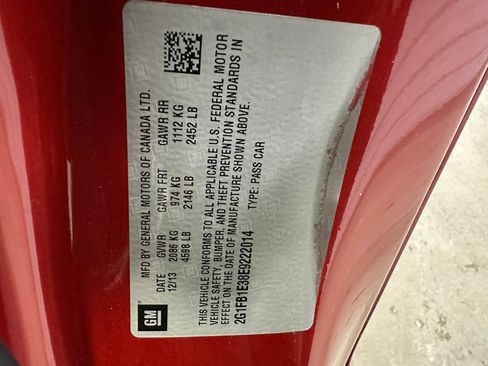 GM
MFD BY GENERAL MOTORS OF CANADA LTD.
12/13 GVWR GAWR FRT GAWR RR
2086 KG 974 KG 1112 KG
4598 LB 2146 LB 2452 LB
THIS VEHICLE CONFORMS TO ALL APPLICABLE U.S. FEDERAL MOTOR
VEHICLE SAFETY, BUMPER, AND THEFT PREVENTION STANDARDS IN
EFFECT ON THE DATE OF MANUFACTURE SHOWN ABOVE.
2G1FB1E38E9222014 TYPE: PASS CAR